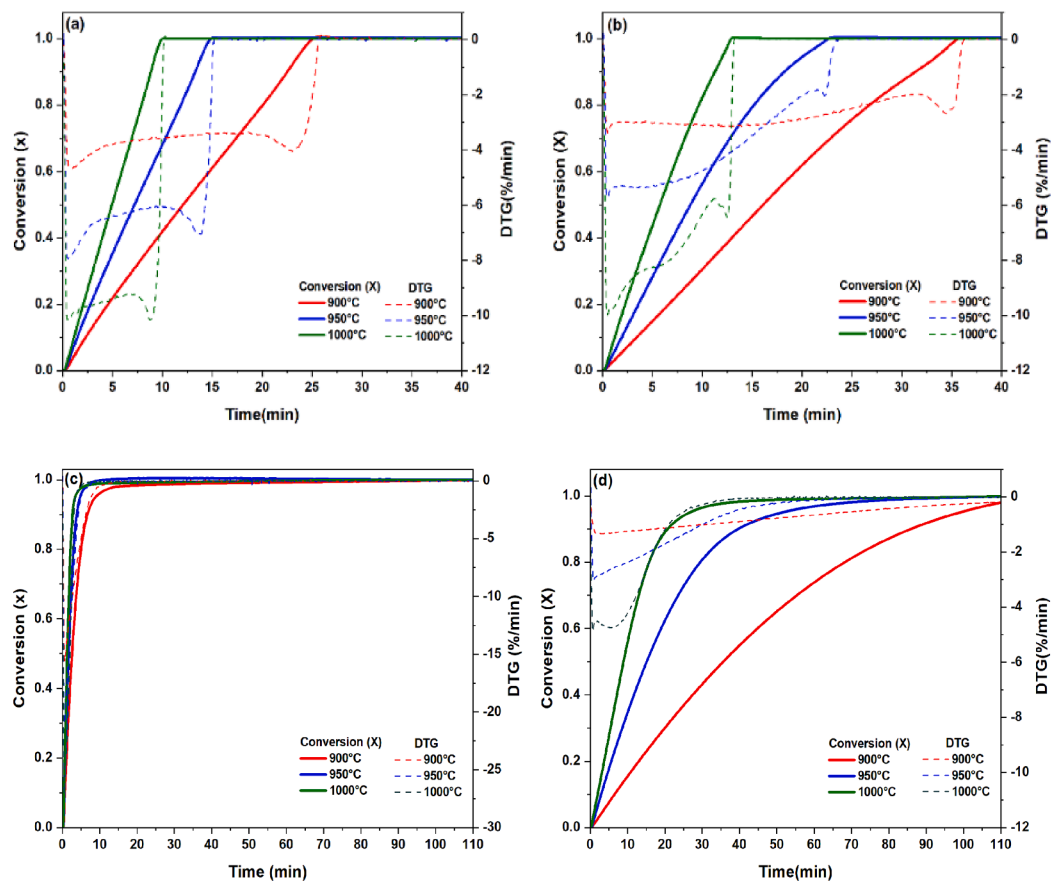 (a)
1.0
0.8
0.6
0.4
0.2
0.0
Conversion (x)
0
-2
-4
-6
-8
-10
-12
DTG(%/min)
Conversion (X) DTG
900°C 900°C
950°C 950°C
1000°C 1000°C
0 5 10 15 20 25 30 35 40
Time(min)
(b)
1.0
0.8
0.6
0.4
0.2
0.0
Conversion (X)
0
-2
-4
-6
-8
-10
-12
DTG (%/min)
Conversion (X) DTG
900°C 900°C
950°C 950°C
1000°C 1000°C
0 5 10 15 20 25 30 35 40
Time (min)
(c)
1.0
0.8
0.6
0.4
0.2
0.0
Conversion (x)
0
-5
-10
-15
-20
-25
-30
DTG (%/min)
Conversion (X) DTG
900°C 900°C
950°C 950°C
1000°C 1000°C
0 10 20 30 40 50 60 70 80 90 100 110
Time (min)
(d)
1.0
0.8
0.6
0.4
0.2
0.0
Conversion (X)
0
-2
-4
-6
-8
-10
-12
DTG(%/min)
Conversion (X) DTG
900°C 900°C
950°C 950°C
1000°C 1000°C
0 10 20 30 40 50 60 70 80 90 100 110
Time(min)